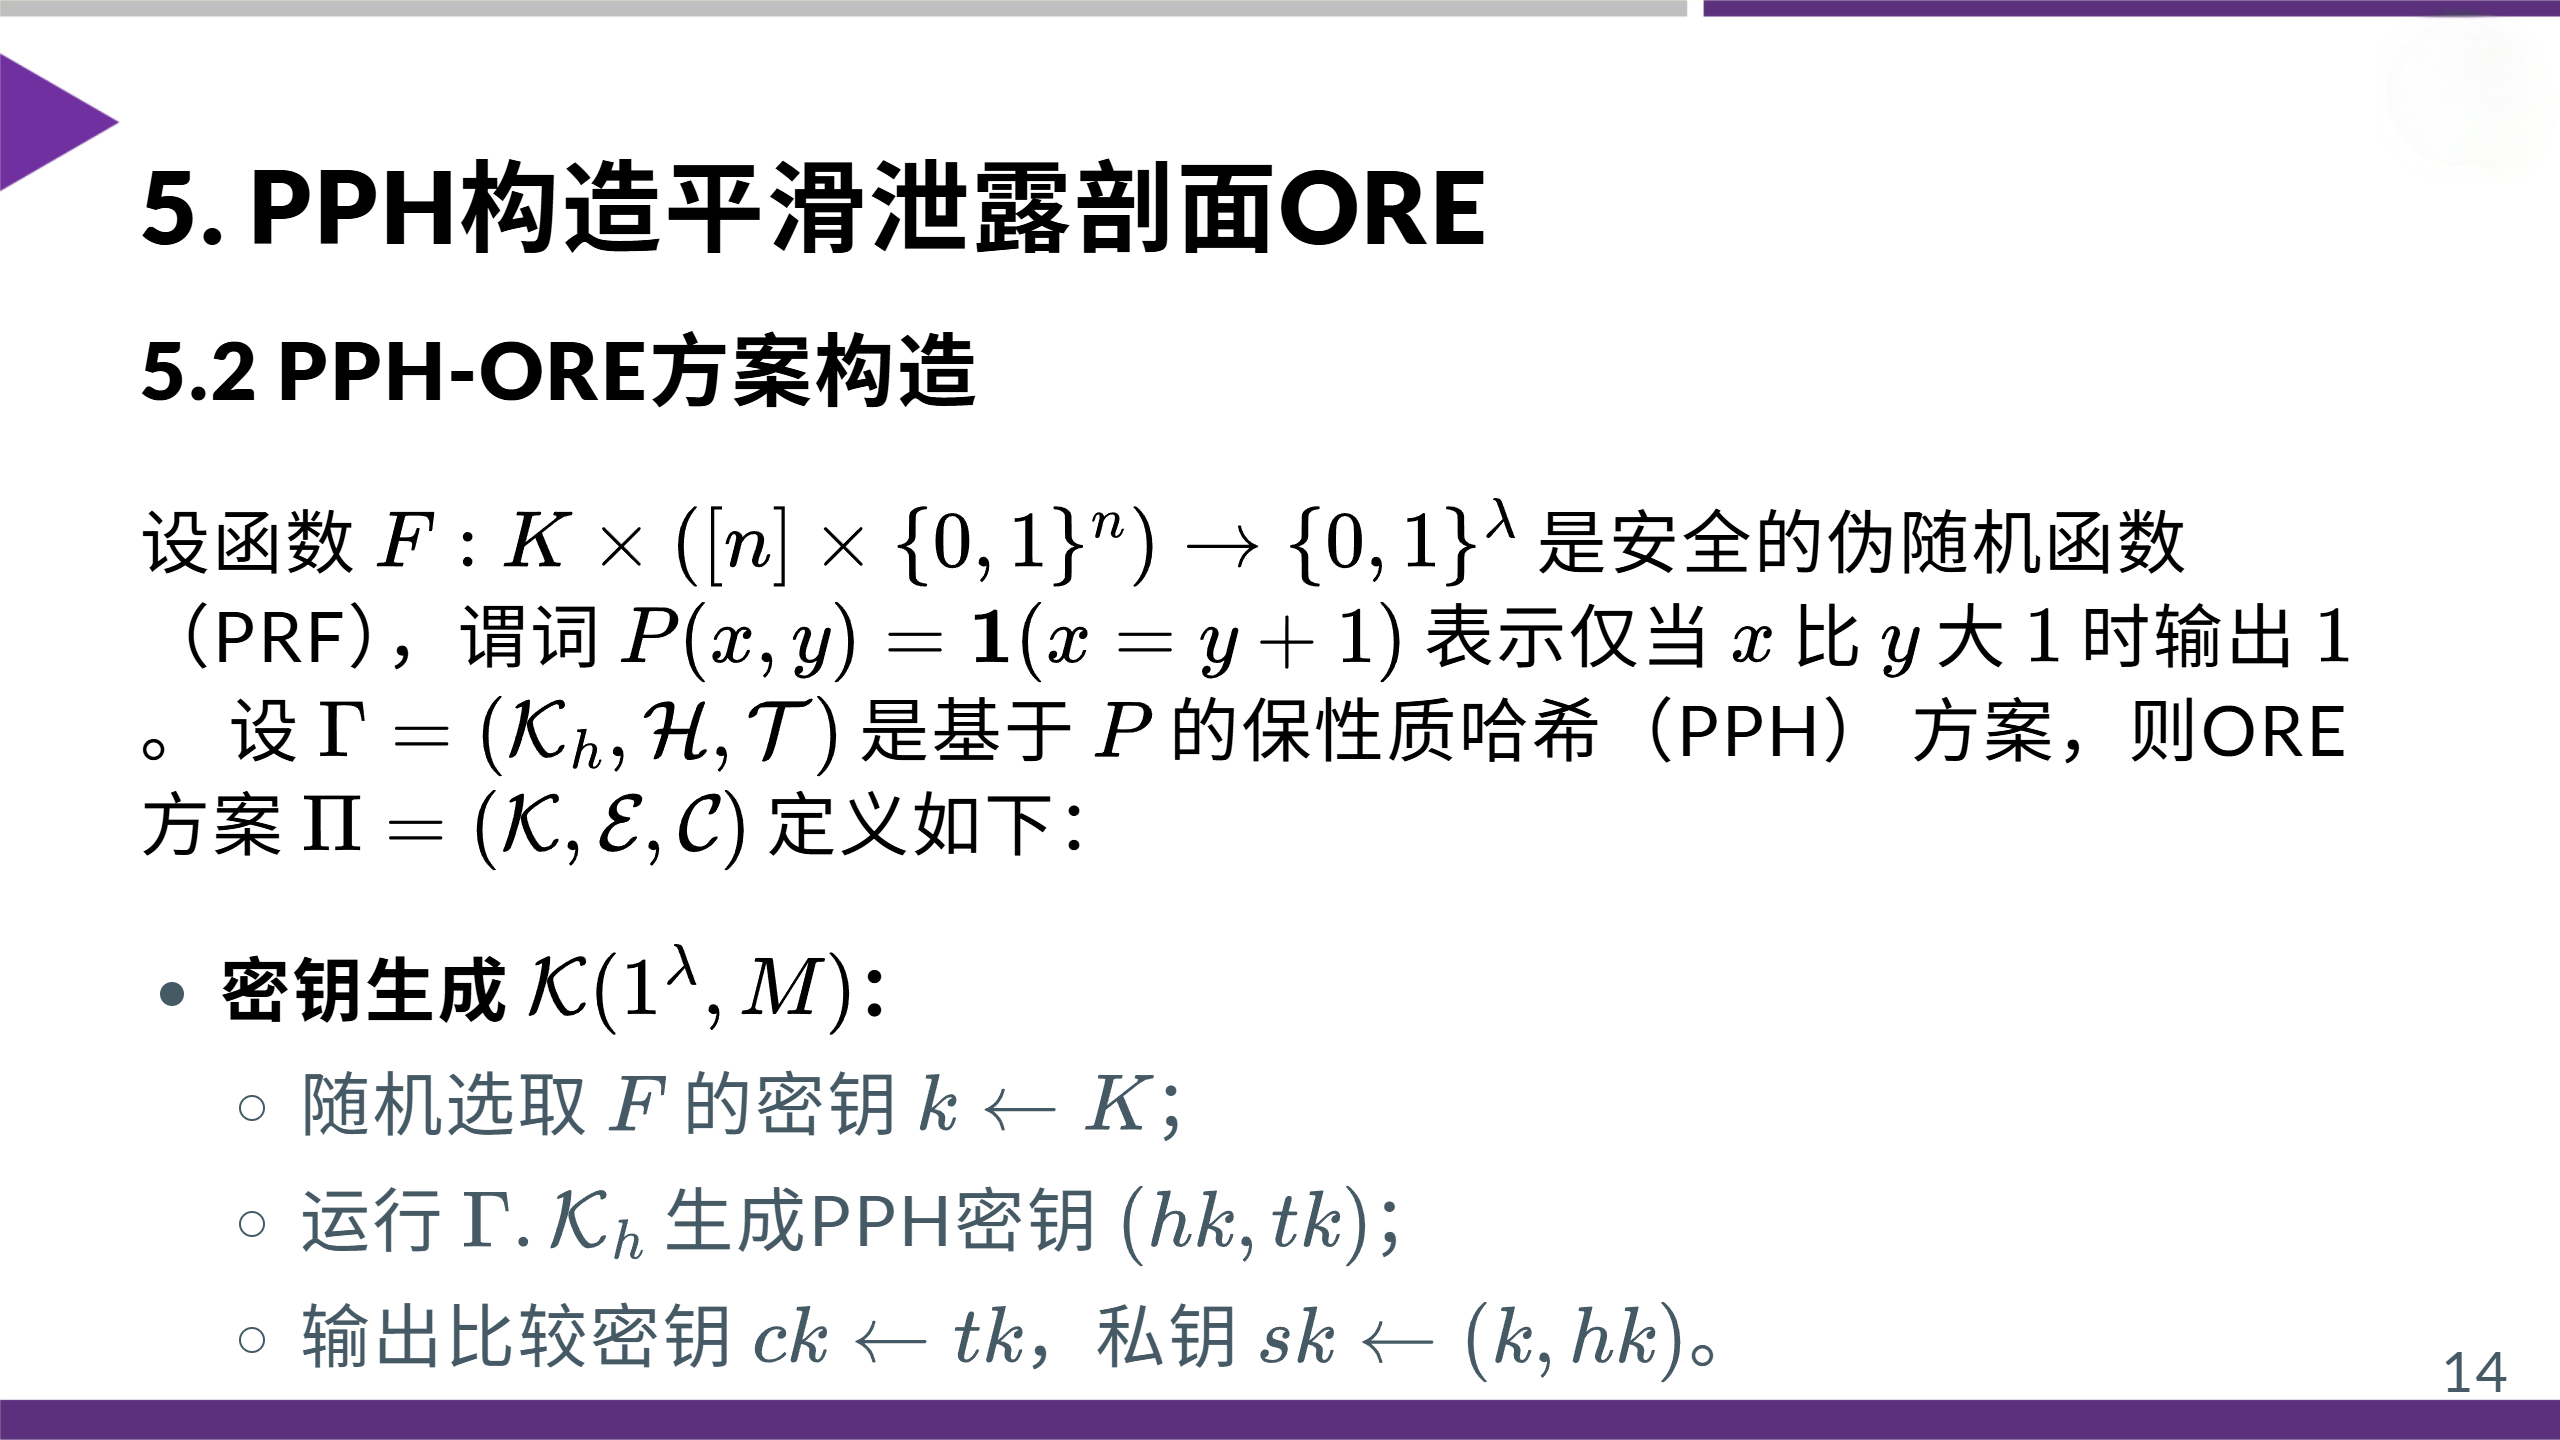 5. PPH构造平滑泄露剖面ORE
5.2 PPH-ORE方案构造
设函数 F : K × ([n] × {0, 1}ⁿ) → {0, 1}^λ 是安全的伪随机函数
（PRF），谓词 P(x, y) = 𝟏(x = y + 1) 表示仅当 x 比 y 大 1 时输出 1
。 设 Γ = (𝒦ₕ, ℋ, 𝒯) 是基于 P 的保性质哈希（PPH） 方案，则ORE
方案 Π = (𝒦, ℰ, 𝒞) 定义如下：
• 密钥生成 𝒦(1^λ, M)：
○ 随机选取 F 的密钥 k ← K；
○ 运行 Γ.𝒦ₕ 生成PPH密钥 (hk, tk)；
○ 输出比较密钥 ck ← tk，私钥 sk ← (k, hk)。
14